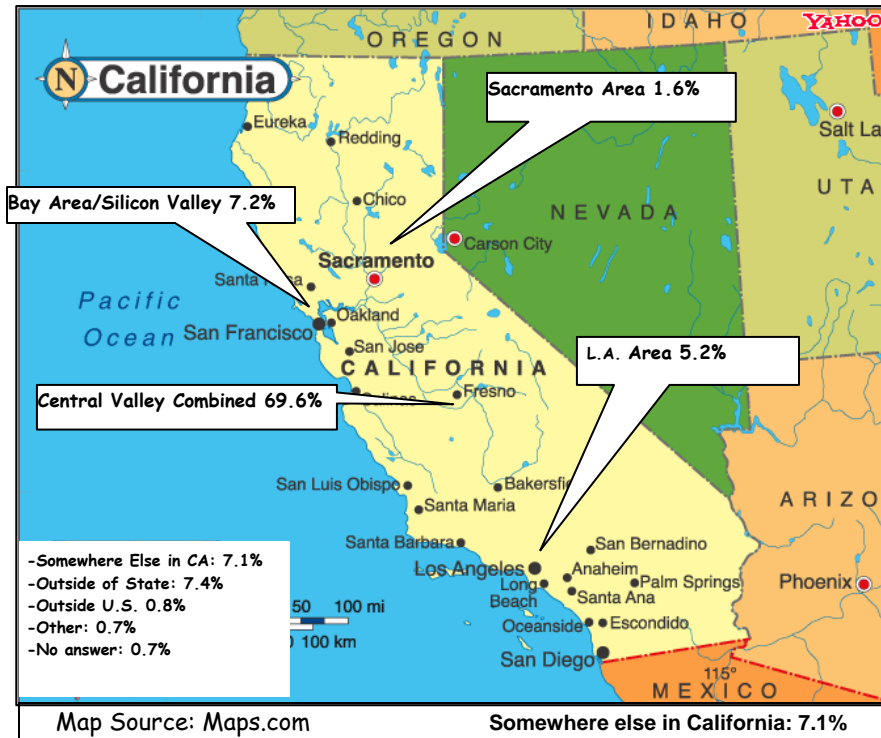 IDAHO
YAHOO
OREGON
N California
Sacramento Area 1.6%
Eureka
Redding
Salt La
UTA
Bay Area/Silicon Valley 7.2%
Chico
NEVADA
Carson City
Sacramento
Santa
Pacific
Ocean
Oakland
San Francisco
San Jose
L.A. Area 5.2%
CALIFORNIA
Fresno
Central Valley Combined 69.6%
San Luis Obispo
Bakersfi
Santa Maria
ARIZO
Santa Barbara
San Bernadino
-Somewhere Else in CA: 7.1%
-Outside of State: 7.4%
-Outside U.S. 0.8%
-Other: 0.7%
-No answer: 0.7%
Los Angeles
Anaheim
Palm Springs
Phoenix
Long
Beach
Santa Ana
50 100 mi
0 100 km
Oceanside
Escondido
San Diego
115°
MEXICO
Map Source: Maps.com
Somewhere else in California: 7.1%